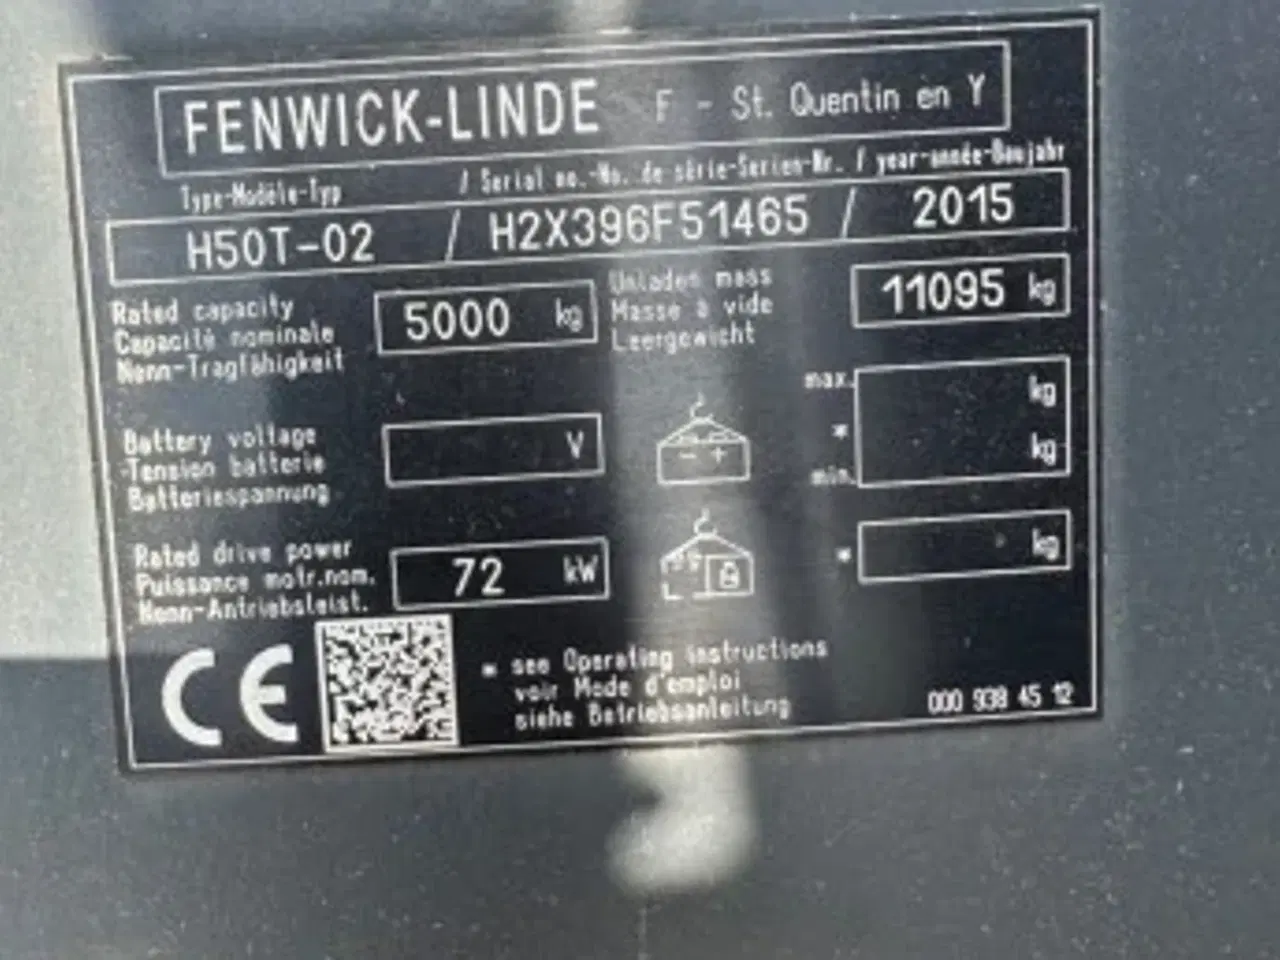 FENWICK-LINDE F - St. Quentin en Y
Type-Modèle-Typ / Serial no.-No. de série-Serien-Nr. / year-année-Baujahr
H50T-02 / H2X396F51465 / 2015
Rated capacity
Capacité nominale
Nenn-Tragfähigkeit
5000 kg
Unladen mass
Masse à vide
Leergewicht
11095 kg
Battery voltage
Tension batterie
Batteriespannung
V
- +
max. kg
*
min. kg
Rated drive power
Puissance motr.nom.
Nenn-Antriebsleist.
72 kW
* kg
CE
* see Operating instructions
voir Mode d'emploi
siehe Betriebsanleitung
000 938 45 12